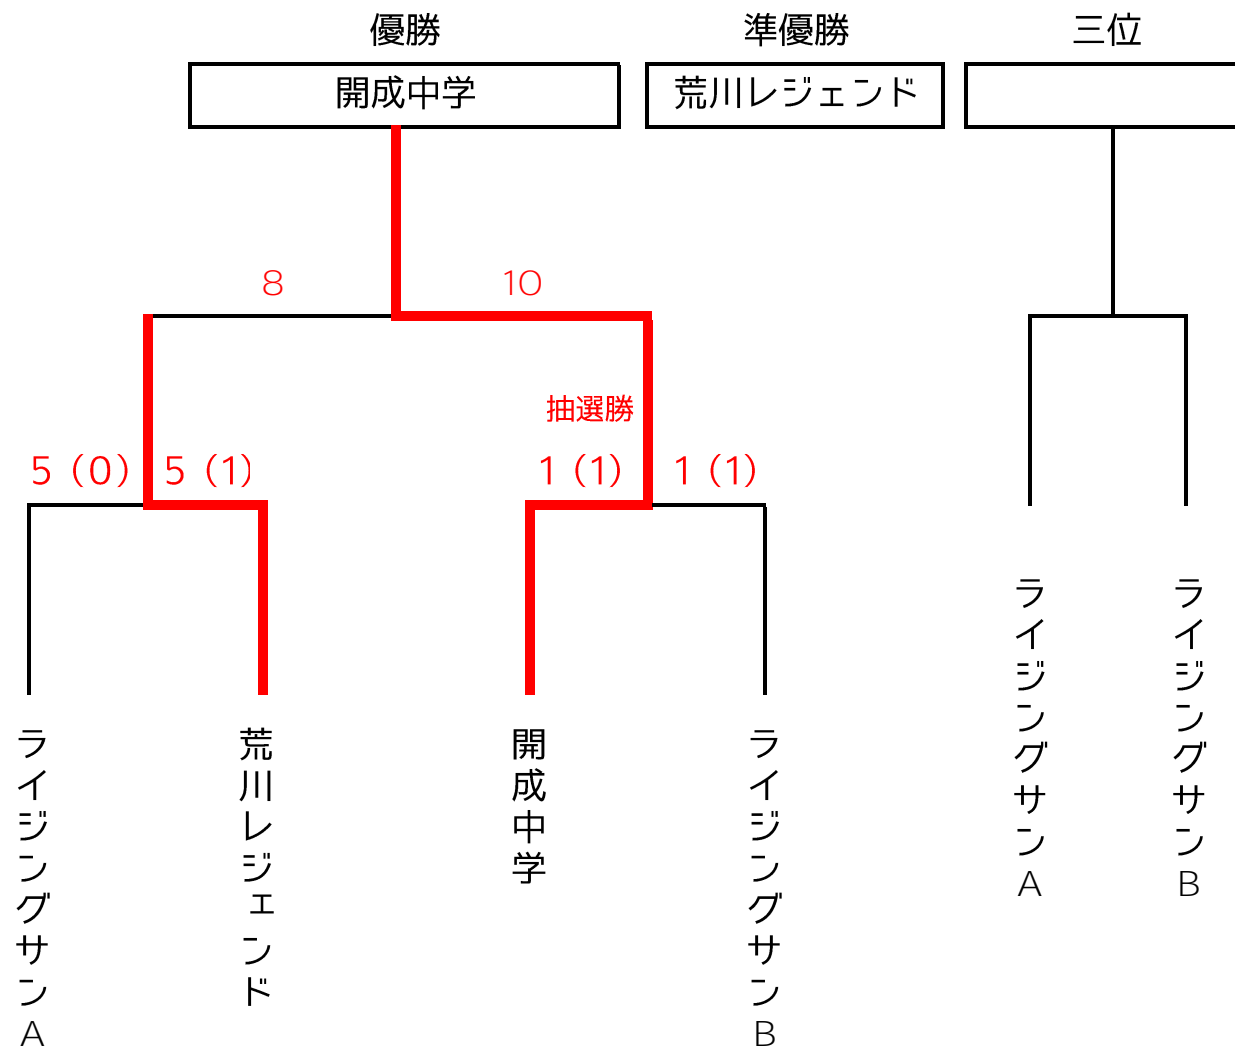 優勝
準優勝
三位
開成中学
荒川レジェンド
8
10
抽選勝
5（0）
5（1）
1（1）
1（1）
ライジングサンA
荒川レジェンド
開成中学
ライジングサンB
ライジングサンA
ライジングサンB